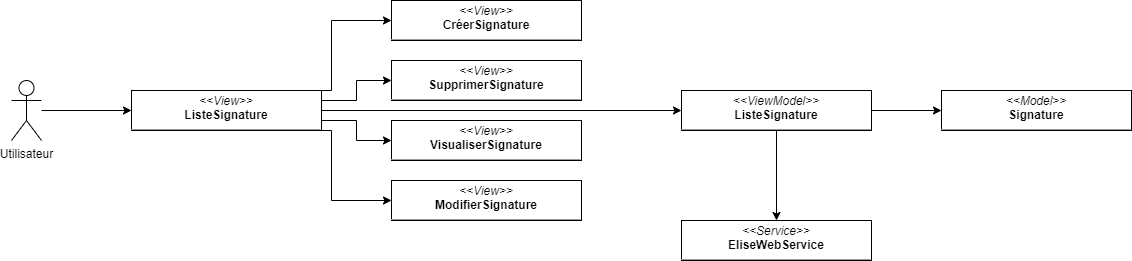 <<View>>
CréerSignature
<<View>>
SupprimerSignature
Utilisateur
<<View>>
ListeSignature
<<View>>
VisualiserSignature
<<View>>
ModifierSignature
<<ViewModel>>
ListeSignature
<<Model>>
Signature
<<Service>>
EliseWebService